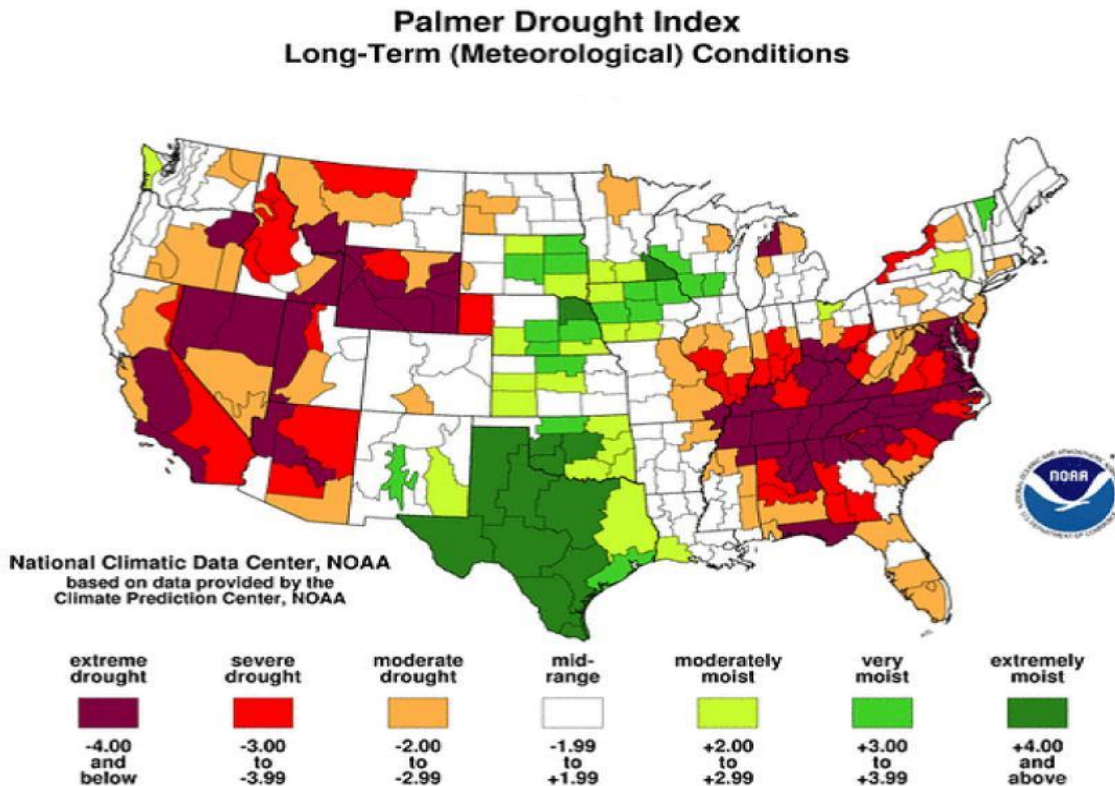 Palmer Drought Index
Long-Term (Meteorological) Conditions
NOAA
National Climatic Data Center, NOAA
based on data provided by the
Climate Prediction Center, NOAA
extreme drought
severe drought
moderate drought
mid-range
moderately moist
very moist
extremely moist
-4.00 and below
-3.00 to -3.99
-2.00 to -2.99
-1.99 to +1.99
+2.00 to +2.99
+3.00 to +3.99
+4.00 and above